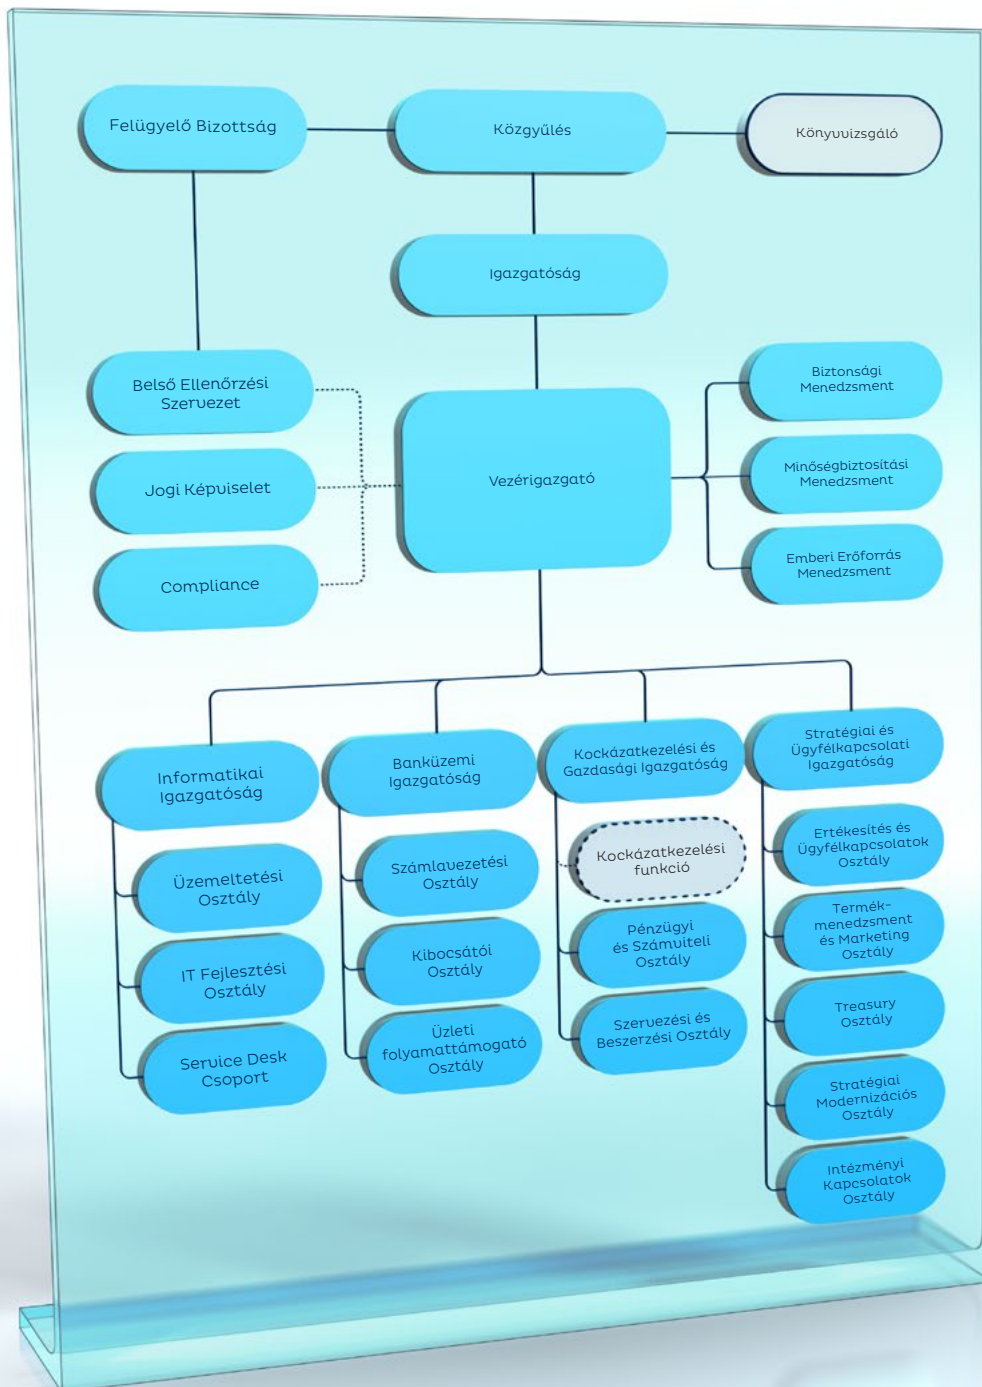 Felügyelő Bizottság
Közgyűlés
Könyvvizsgáló
Igazgatóság
Belső Ellenőrzési
Szervezet
Jogi Képviselet
Compliance
Vezérigazgató
Biztonsági
Menedzsment
Minőségbiztosítási
Menedzsment
Emberi Erőforrás
Menedzsment
Informatikai
Igazgatóság
Üzemeltetési
Osztály
IT Fejlesztési
Osztály
Service Desk
Csoport
Banküzemi
Igazgatóság
Számlavezetési
Osztály
Kibocsátói
Osztály
Üzleti
folyamattámogató
Osztály
Kockázatkezelési és
Gazdasági Igazgatóság
Kockázatkezelési
funkció
Pénzügyi
és Számviteli
Osztály
Szervezési és
Beszerzési Osztály
Stratégiai és
Ügyfélkapcsolati
Igazgatóság
Értékesítés és
Ügyfélkapcsolatok
Osztály
Termék-
menedzsment
és Marketing
Osztály
Treasury
Osztály
Stratégiai
Modernizációs
Osztály
Intézményi
Kapcsolatok
Osztály